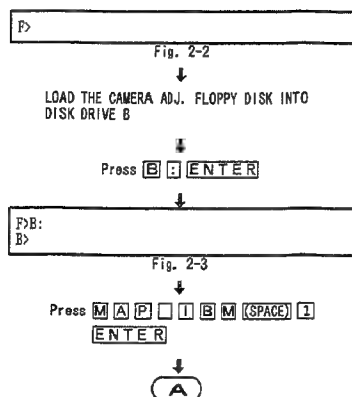 F>
Fig. 2-2
LOAD THE CAMERA ADJ. FLOPPY DISK INTO
DISK DRIVE B
Press B : ENTER
F>B:
B>
Fig. 2-3
Press M A P _ I B M (SPACE) 1
ENTER
A